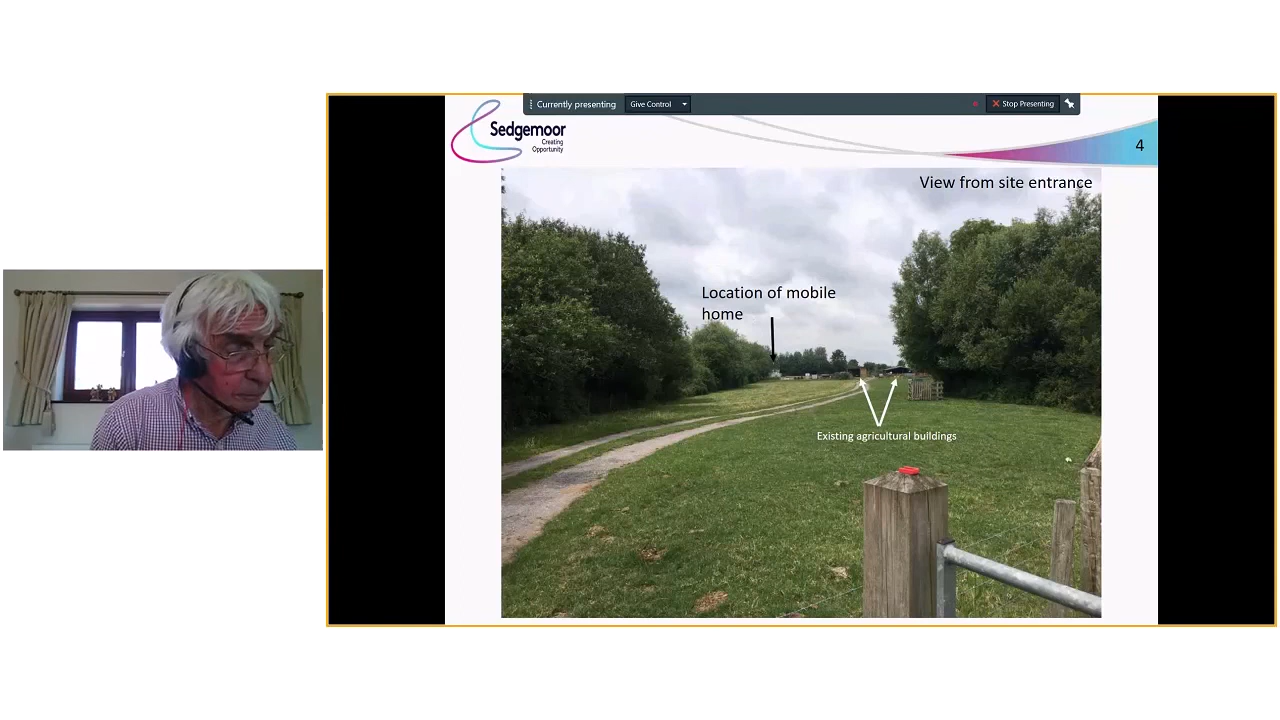 Currently presenting
Give Control
Stop Presenting
Sedgemoor
Creating
Opportunity
4
View from site entrance
Location of mobile
home
Existing agricultural buildings